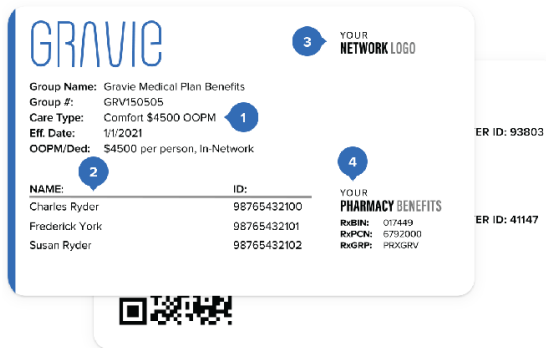 GRAVIE
YOUR
NETWORK LOGO
3
Group Name: Gravie Medical Plan Benefits
Group #: GRV150505
Care Type: Comfort $4500 OOPM
1
Eff. Date: 1/1/2021
OOPM/Ded: $4500 per person, In-Network
2
NAME: ID:
Charles Ryder 98765432100
Frederick York 98765432101
Susan Ryder 98765432102
4
YOUR
PHARMACY BENEFITS
RxBIN: 017449
RxPCN: 6792000
RxGRP: PRXGRV
ER ID: 93803
ER ID: 41147